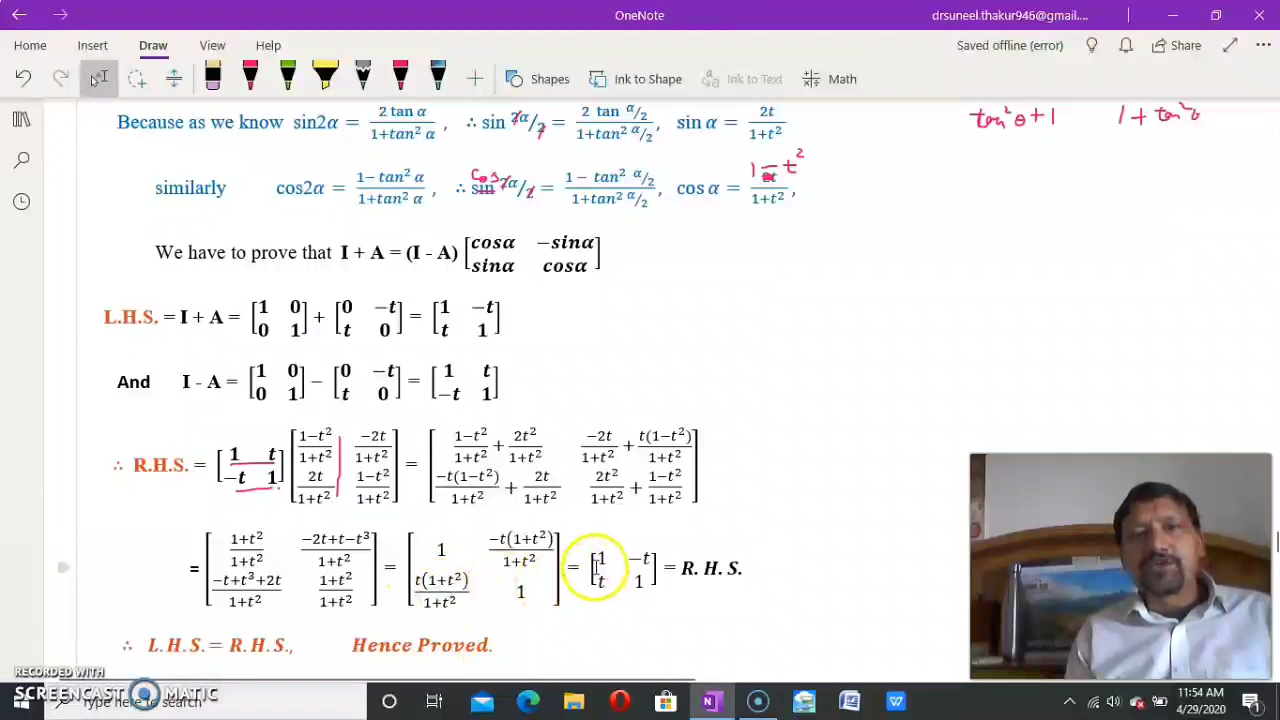 OneNote
drsuneel.thakur946@gmail....
Home Insert Draw View Help
Saved offline (error) Share
Shapes Ink to Shape Ink to Text Math
Because as we know sin2α = 2 tan α / 1+tan² α , ∴ sin 2α/2 = 2 tan α/2 / 1+tan² α/2, sin α = 2t / 1+t²
tan²θ+1 1+tan²θ
similarly cos2α = 1− tan² α / 1+tan² α , ∴ sin cos 2α/2 = 1− tan² α/2 / 1+tan² α/2, cos α = 1−t² / 1+t² ,
We have to prove that I + A = (I - A) [cosα −sinα
sinα cosα]
L.H.S. = I + A = [1 0
0 1] + [0 −t
t 0] = [1 −t
t 1]
And I - A = [1 0
0 1] − [0 −t
t 0] = [1 t
−t 1]
∴ R.H.S. = [1 t
−t 1] [1−t² / 1+t² −2t / 1+t²
2t / 1+t² 1−t² / 1+t²] = [1−t² / 1+t² + 2t² / 1+t² −2t / 1+t² + t(1−t²) / 1+t²
−t(1−t²) / 1+t² + 2t / 1+t² 2t² / 1+t² + 1−t² / 1+t²]
= [1+t² / 1+t² −2t+t−t³ / 1+t²
−t+t³+2t / 1+t² 1+t² / 1+t²] = [1 −t(1+t²) / 1+t²
t(1+t²) / 1+t² 1] = [1 −t
t 1] = R. H. S.
∴ L. H. S. = R. H. S., Hence Proved.
RECORDED WITH
SCREENCAST MATIC
here to search
11:54 AM
4/29/2020